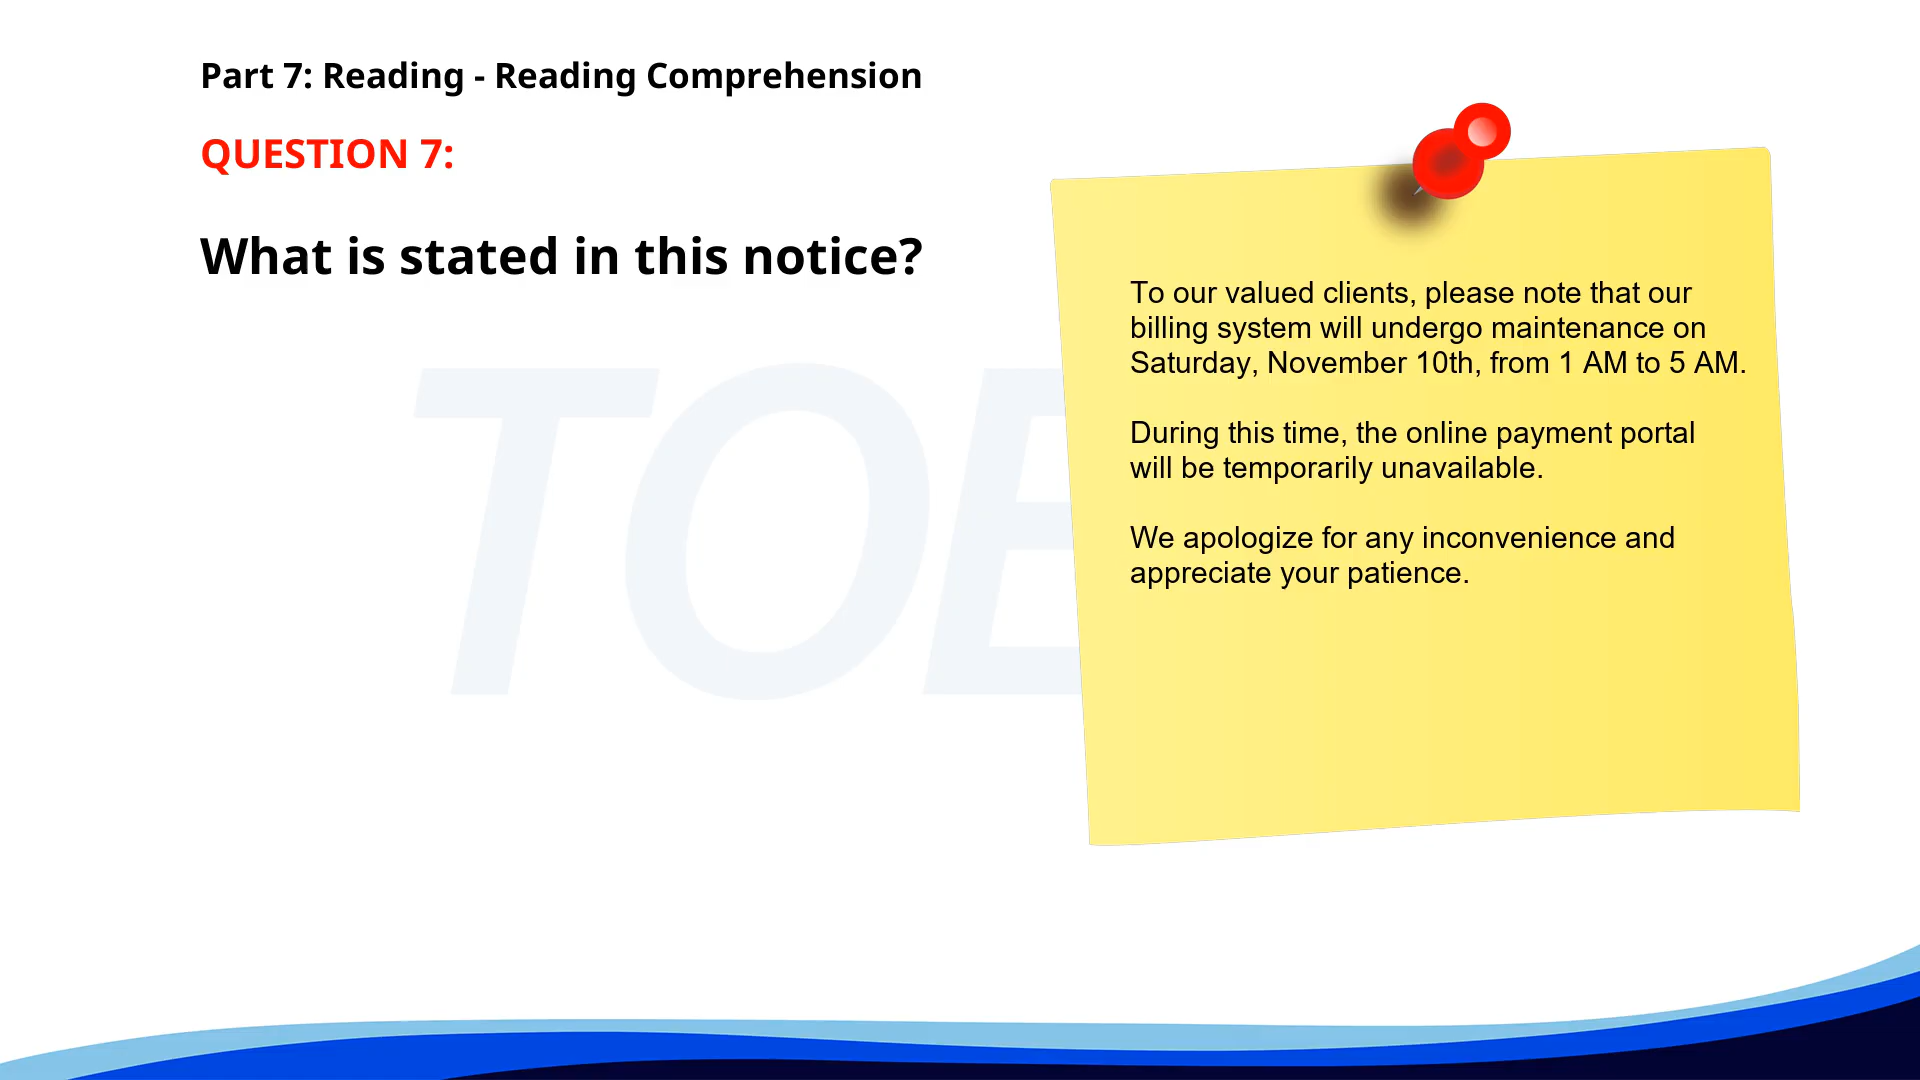 Part 7: Reading - Reading Comprehension
QUESTION 7:
What is stated in this notice?
To our valued clients, please note that our
billing system will undergo maintenance on
Saturday, November 10th, from 1 AM to 5 AM.
During this time, the online payment portal
will be temporarily unavailable.
We apologize for any inconvenience and
appreciate your patience.
TOE